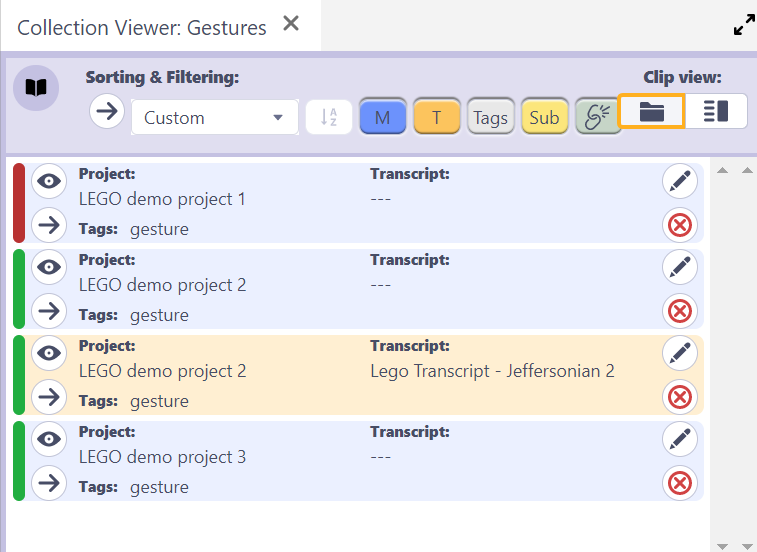 Collection Viewer: Gestures
Sorting & Filtering:
Clip view:
Custom
A Z
M
T
Tags
Sub
Project:
Transcript:
LEGO demo project 1
---
Tags: gesture
Project:
Transcript:
LEGO demo project 2
---
Tags: gesture
Project:
Transcript:
LEGO demo project 2
Lego Transcript - Jeffersonian 2
Tags: gesture
Project:
Transcript:
LEGO demo project 3
---
Tags: gesture